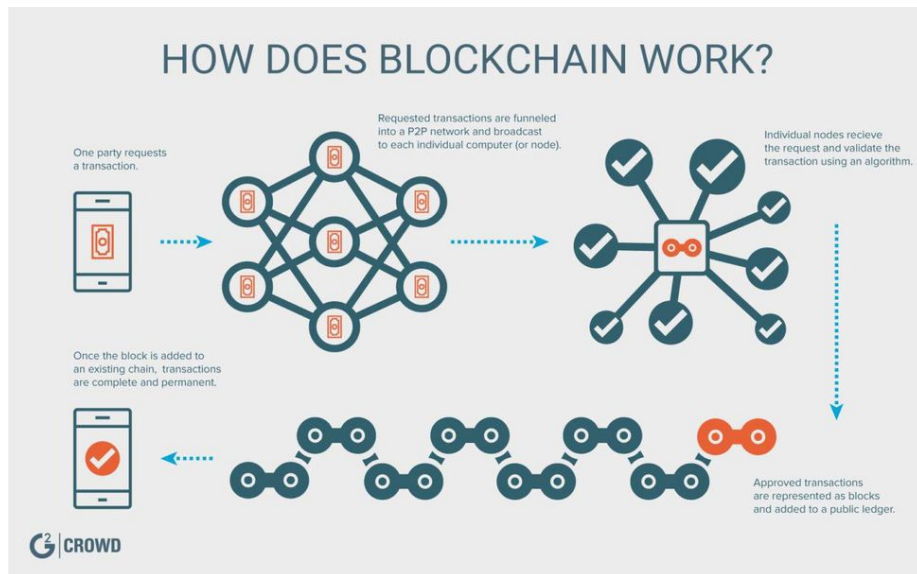 HOW DOES BLOCKCHAIN WORK?
One party requests
a transaction.
Requested transactions are funneled
into a P2P network and broadcast
to each individual computer (or node).
Individual nodes recieve
the request and validate the
transaction using an algorithm.
Approved transactions
are represented as blocks
and added to a public ledger.
Once the block is added to
an existing chain, transactions
are complete and permanent.
G2 | CROWD